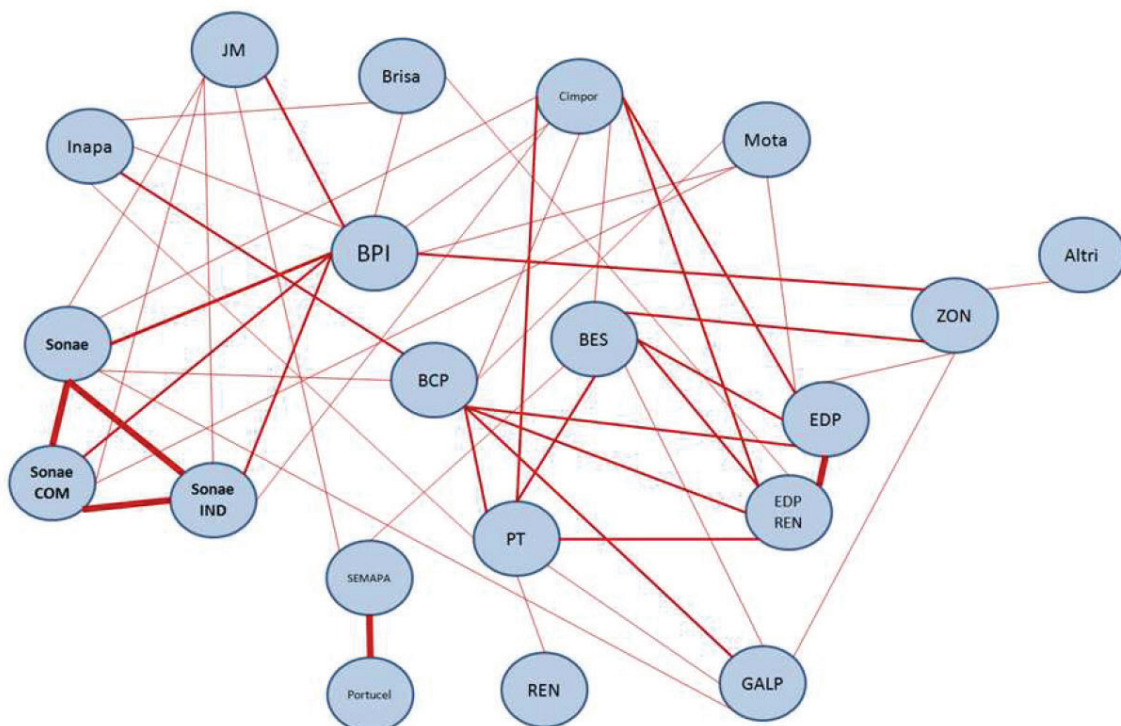 JM
Brisa
Cimpor
Inapa
Mota
BPI
Altri
ZON
Sonae
BES
BCP
EDP
Sonae
COM
Sonae
IND
EDP
REN
PT
SEMAPA
Portucel
REN
GALP